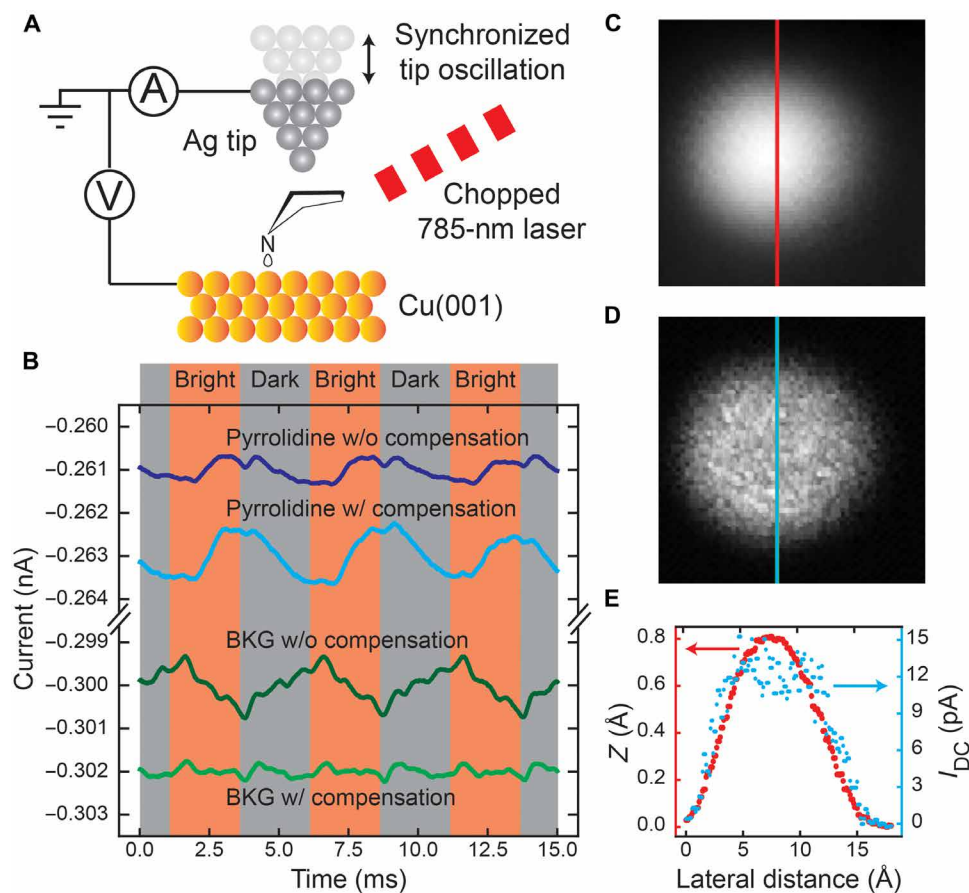 A
Synchronized
tip oscillation
A
Ag tip
V
Chopped
785-nm laser
N
Cu(001)
B
Bright Dark Bright Dark Bright
Pyrrolidine w/o compensation
Pyrrolidine w/ compensation
BKG w/o compensation
BKG w/ compensation
Current (nA)
−0.260
−0.261
−0.262
−0.263
−0.264
−0.299
−0.300
−0.301
−0.302
−0.303
0.0 2.5 5.0 7.5 10.0 12.5 15.0
Time (ms)
C
D
E
Z (Å)
0.8
0.6
0.4
0.2
0.0
15
12
9
6
3
0
I DC (pA)
0 5 10 15
Lateral distance (Å)